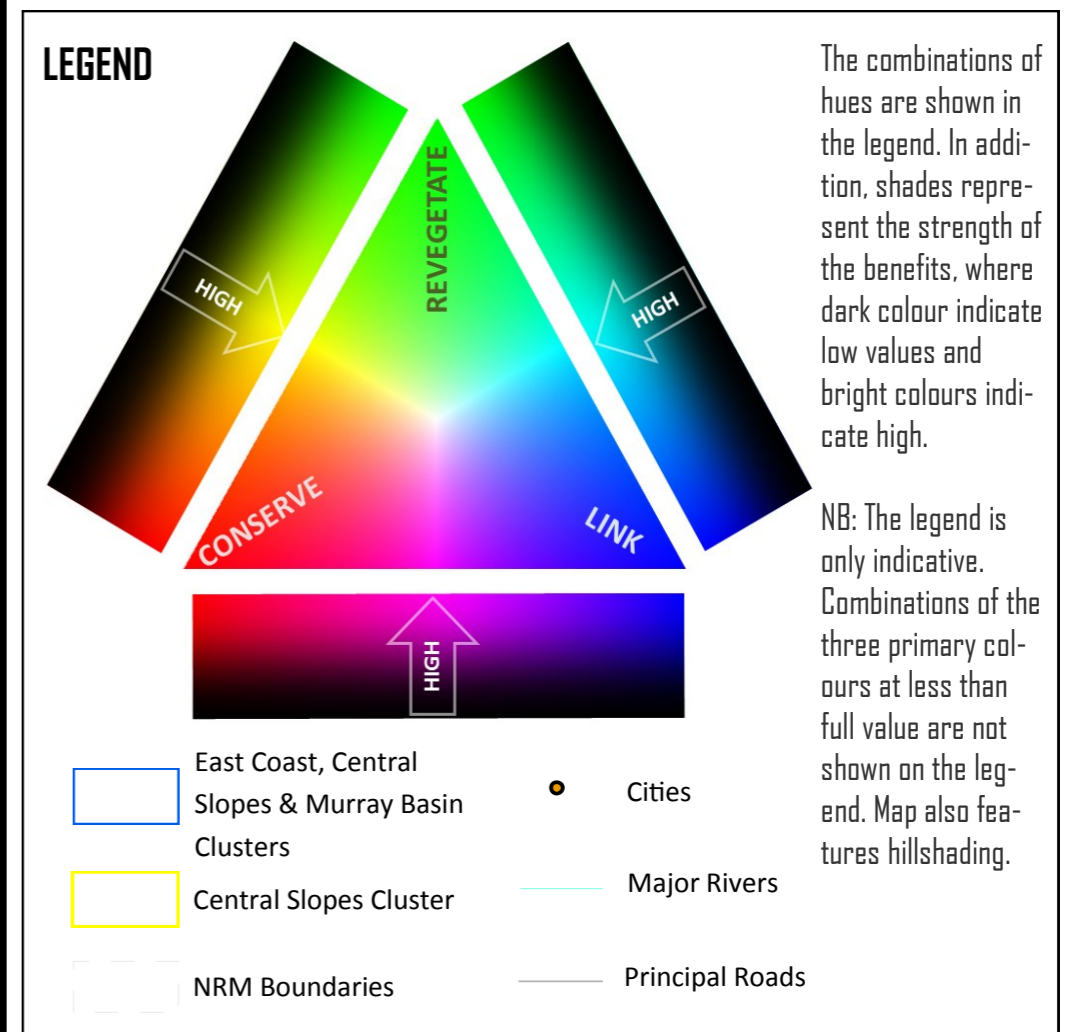 LEGEND
REVEGETATE
HIGH
HIGH
CONSERVE
LINK
HIGH
The combinations of
hues are shown in
the legend. In addi-
tion, shades repre-
sent the strength of
the benefits, where
dark colour indicate
low values and
bright colours indi-
cate high.
NB: The legend is
only indicative.
Combinations of the
three primary col-
ours at less than
full value are not
shown on the leg-
end. Map also fea-
tures hillshading.
East Coast, Central
Slopes & Murray Basin
Clusters
Central Slopes Cluster
NRM Boundaries
Cities
Major Rivers
Principal Roads